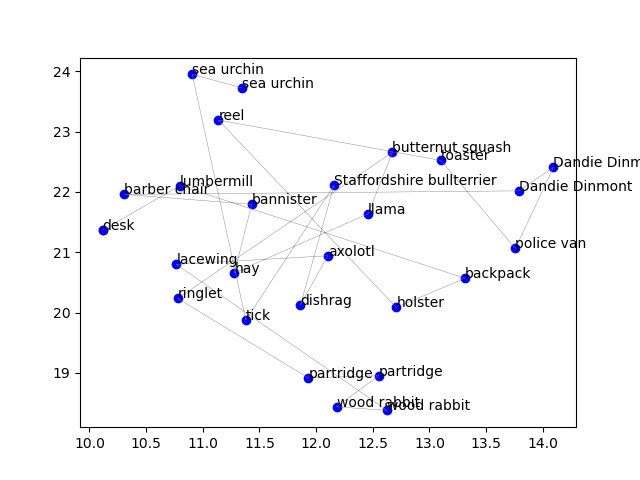 24
23
22
21
20
19
10.0 10.5 11.0 11.5 12.0 12.5 13.0 13.5 14.0
sea urchin
sea urchin
reel
butternut squash
toaster
Dandie Dinm
lumbermill
Staffordshire bullterrier
Dandie Dinmont
barber chair
bannister
llama
desk
police van
axolotl
lacewing
hay
backpack
ringlet
dishrag
holster
tick
partridge
partridge
wood rabbit
wood rabbit